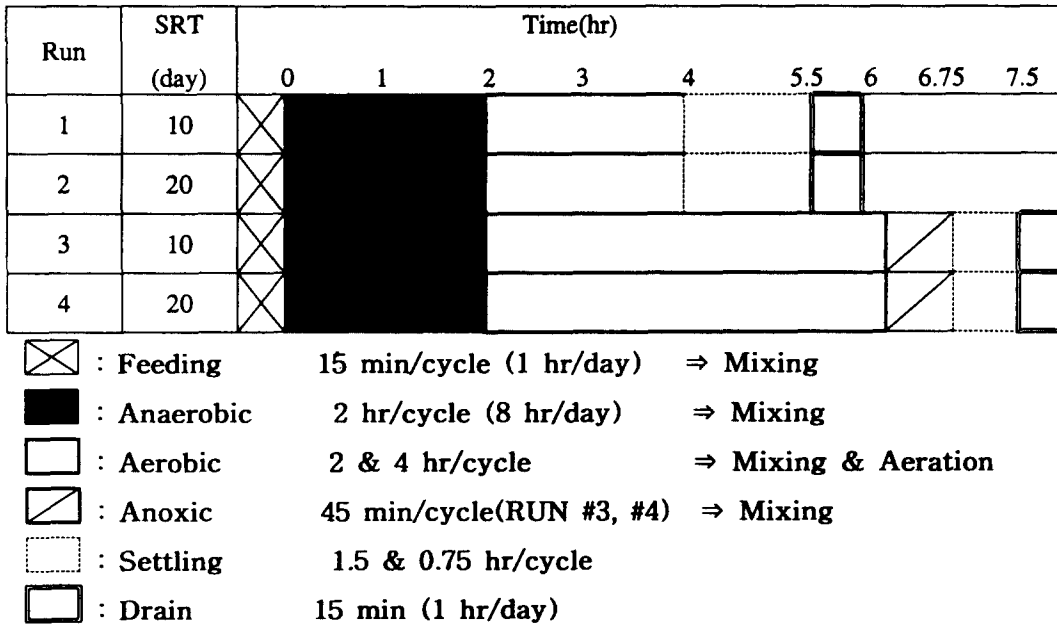 Run SRT (day) Time(hr)
0 1 2 3 4 5.5 6 6.75 7.5
1 10
2 20
3 10
4 20
: Feeding 15 min/cycle (1 hr/day) ⇒ Mixing
: Anaerobic 2 hr/cycle (8 hr/day) ⇒ Mixing
: Aerobic 2 & 4 hr/cycle ⇒ Mixing & Aeration
: Anoxic 45 min/cycle(RUN #3, #4) ⇒ Mixing
: Settling 1.5 & 0.75 hr/cycle
: Drain 15 min (1 hr/day)